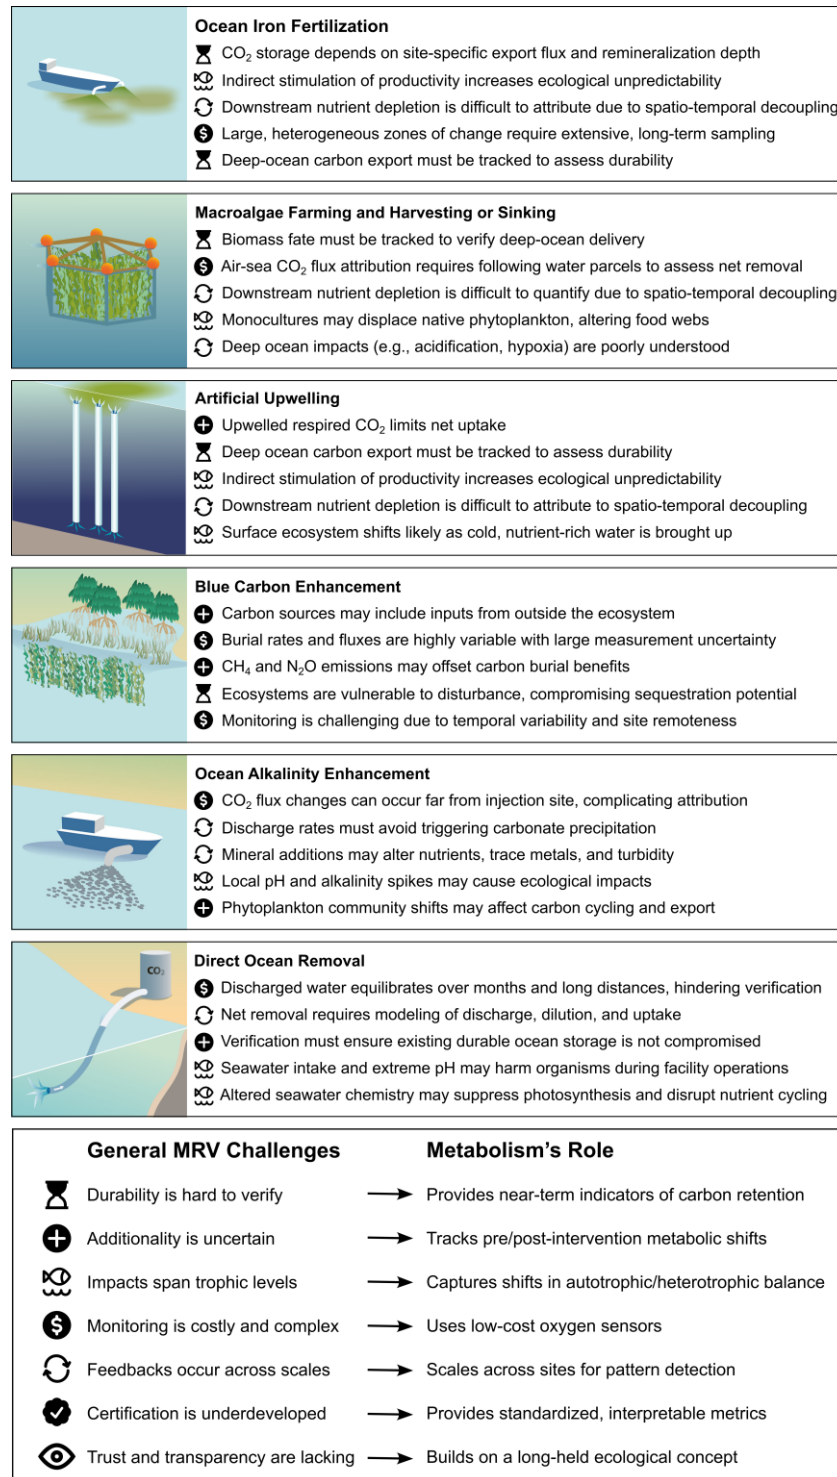 Ocean Iron Fertilization
CO₂ storage depends on site-specific export flux and remineralization depth
Indirect stimulation of productivity increases ecological unpredictability
Downstream nutrient depletion is difficult to attribute due to spatio-temporal decoupling
Large, heterogeneous zones of change require extensive, long-term sampling
Deep-ocean carbon export must be tracked to assess durability
Macroalgae Farming and Harvesting or Sinking
Biomass fate must be tracked to verify deep-ocean delivery
Air-sea CO₂ flux attribution requires following water parcels to assess net removal
Downstream nutrient depletion is difficult to quantify due to spatio-temporal decoupling
Monocultures may displace native phytoplankton, altering food webs
Deep ocean impacts (e.g., acidification, hypoxia) are poorly understood
Artificial Upwelling
Upwelled respired CO₂ limits net uptake
Deep ocean carbon export must be tracked to assess durability
Indirect stimulation of productivity increases ecological unpredictability
Downstream nutrient depletion is difficult to attribute to spatio-temporal decoupling
Surface ecosystem shifts likely as cold, nutrient-rich water is brought up
Blue Carbon Enhancement
Carbon sources may include inputs from outside the ecosystem
Burial rates and fluxes are highly variable with large measurement uncertainty
CH₄ and N₂O emissions may offset carbon burial benefits
Ecosystems are vulnerable to disturbance, compromising sequestration potential
Monitoring is challenging due to temporal variability and site remoteness
Ocean Alkalinity Enhancement
CO₂ flux changes can occur far from injection site, complicating attribution
Discharge rates must avoid triggering carbonate precipitation
Mineral additions may alter nutrients, trace metals, and turbidity
Local pH and alkalinity spikes may cause ecological impacts
Phytoplankton community shifts may affect carbon cycling and export
CO₂
Direct Ocean Removal
Discharged water equilibrates over months and long distances, hindering verification
Net removal requires modeling of discharge, dilution, and uptake
Verification must ensure existing durable ocean storage is not compromised
Seawater intake and extreme pH may harm organisms during facility operations
Altered seawater chemistry may suppress photosynthesis and disrupt nutrient cycling
General MRV Challenges Metabolism's Role
Durability is hard to verify Provides near-term indicators of carbon retention
Additionality is uncertain Tracks pre/post-intervention metabolic shifts
Impacts span trophic levels Captures shifts in autotrophic/heterotrophic balance
Monitoring is costly and complex Uses low-cost oxygen sensors
Feedbacks occur across scales Scales across sites for pattern detection
Certification is underdeveloped Provides standardized, interpretable metrics
Trust and transparency are lacking Builds on a long-held ecological concept